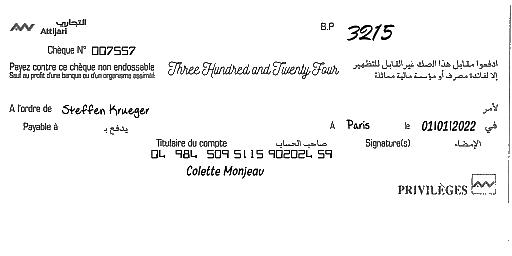 التجاري
Attijari
B.P 3215
Chèque N° 007557
Payez contre ce chèque non endossable
Sauf au profit d'une banque ou d'un organisme assimilé
Three Hundred and Twenty Four
ادفعوا مقابل هذا الصك غير القابل للتظهير
إلا لفائدة مصرف أو مؤسسة مالية مماثلة
A l'ordre de Steffen Krueger لأمر
Payable à يدفع بـ A Paris le 01/01/2022 في
Titulaire du compte صاحب الحساب Signature(s) الإمضاء
04 984 509 5115 902024 59
Colette Monjeau
PRIVILÈGES